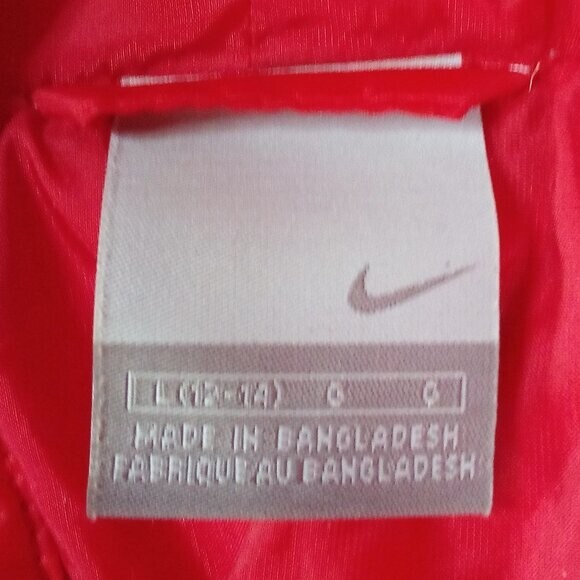 L (12-14) G G
MADE IN BANGLADESH
FABRIQUE AU BANGLADESH